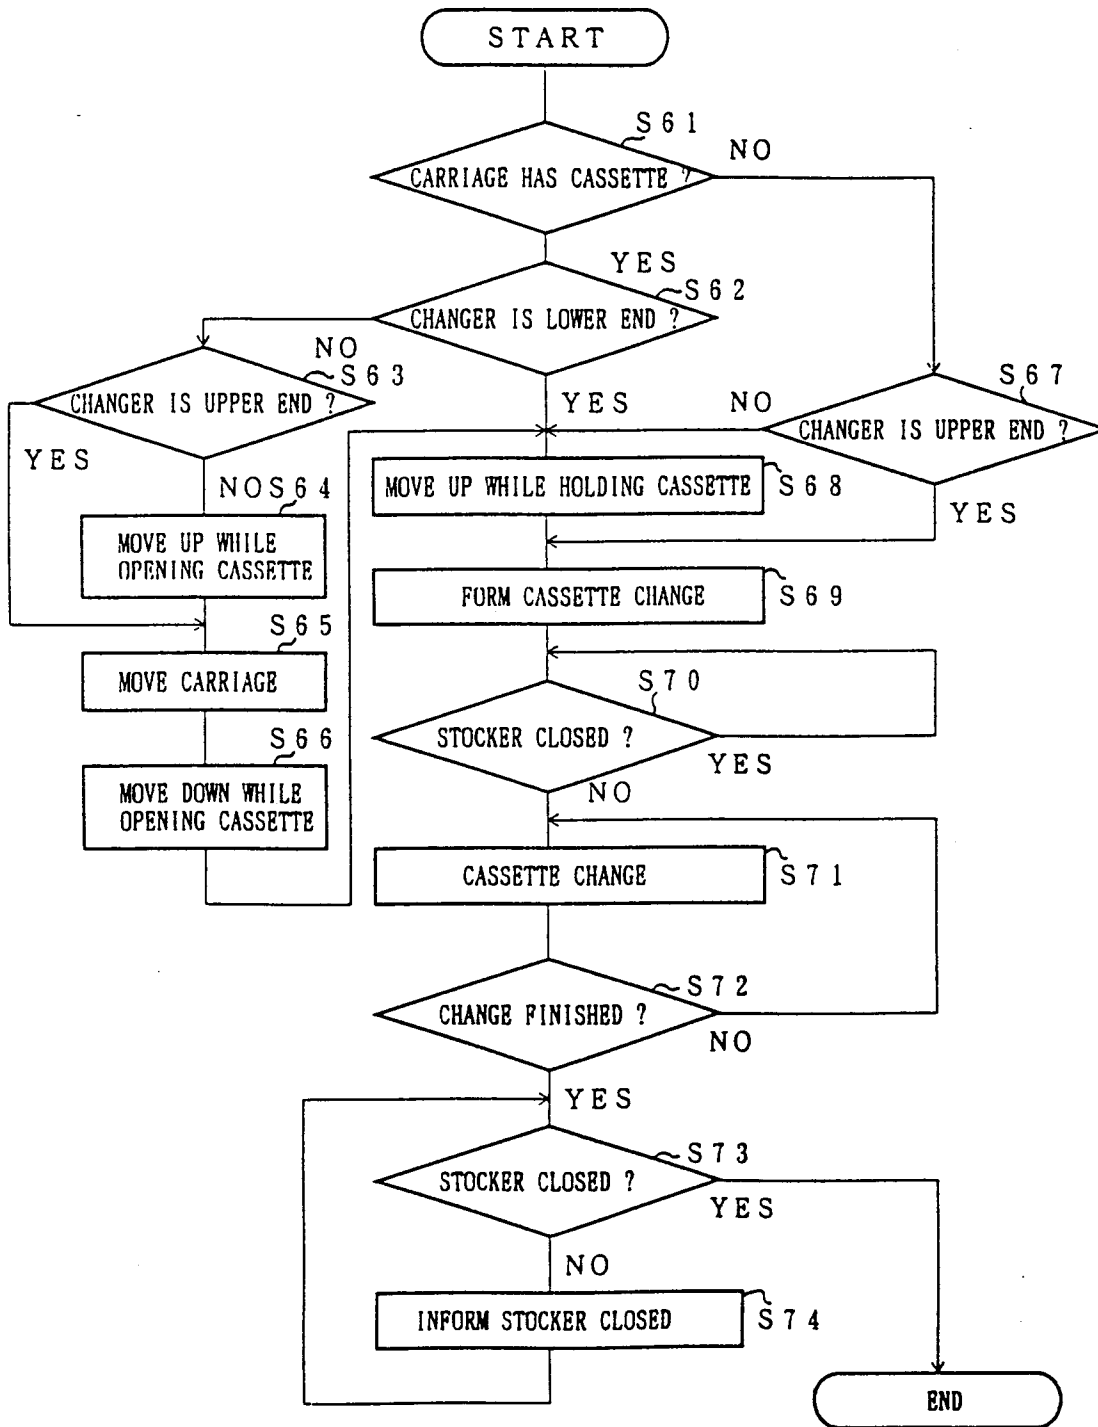 START
S61
NO
CARRIAGE HAS CASSETTE ?
YES
S62
CHANGER IS LOWER END ?
NO
S63
CHANGER IS UPPER END ?
YES
YES
NO
S67
CHANGER IS UPPER END ?
YES
NO S64
MOVE UP WHILE
OPENING CASSETTE
S65
MOVE CARRIAGE
S66
MOVE DOWN WHILE
OPENING CASSETTE
MOVE UP WHILE HOLDING CASSETTE
S68
FORM CASSETTE CHANGE
S69
S70
STOCKER CLOSED ?
YES
NO
CASSETTE CHANGE
S71
S72
CHANGE FINISHED ?
NO
YES
S73
STOCKER CLOSED ?
YES
NO
INFORM STOCKER CLOSED
S74
END